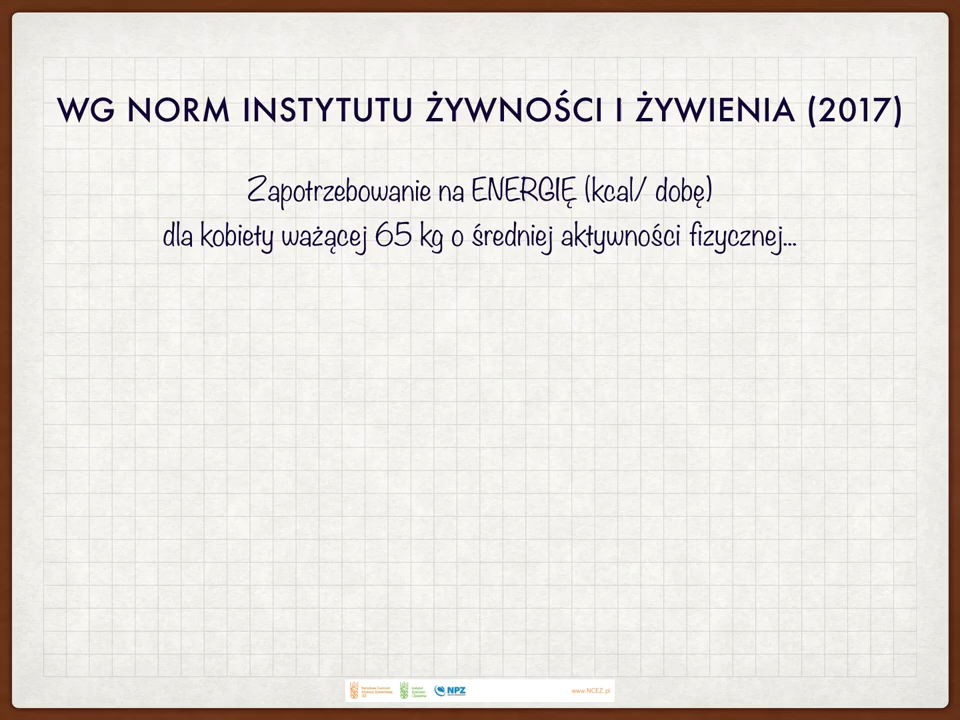 WG NORM INSTYTUTU ŻYWNOŚCI I ŻYWIENIA (2017)
Zapotrzebowanie na ENERGIĘ (kcal/ dobę)
dla kobiety ważącej 65 kg o średniej aktywności fizycznej...
NPZ
www.NCEZ.pl